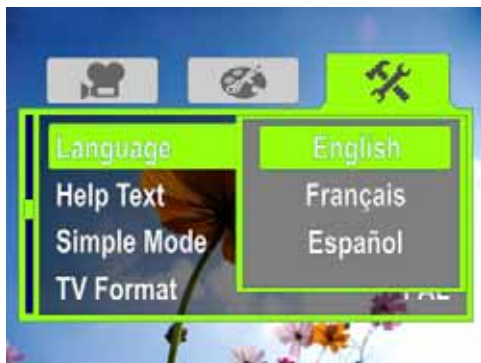 Language English
Help Text Français
Simple Mode Español
TV Format